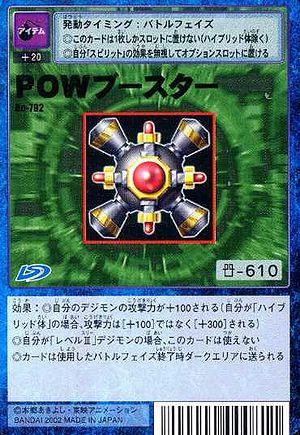 アイテム
+20
発動タイミング:バトルフェイズ
◎このカードは1枚しかスロットに置けない(ハイブリッド体除く)
◎自分「スピリット」の効果を無視してオプションスロットに置ける
POWブースター
Bo-792
-610
効果:◎自分のデジモンの攻撃力が+100される(自分が「ハイブ
リッド体」の場合、攻撃力は[+100]ではなく[+300]される)
◎自分が「レベルⅢ」デジモンの場合、このカードは使えない
◎カードは使用したバトルフェイズ終了時ダークエリアに送られる
©本郷あきよし・東映アニメーション
BANDAI 2002 MADE IN JAPAN